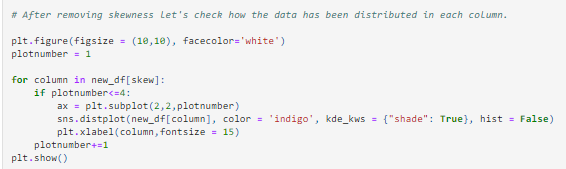 # After removing skewness Let's check how the data has been distributed in each column.
plt.figure(figsize = (10,10), facecolor='white')
plotnumber = 1
for column in new_df[skew]:
    if plotnumber<=4:
        ax = plt.subplot(2,2,plotnumber)
        sns.distplot(new_df[column], color = 'indigo', kde_kws = {"shade": True}, hist = False)
        plt.xlabel(column,fontsize = 15)
    plotnumber+=1
plt.show()